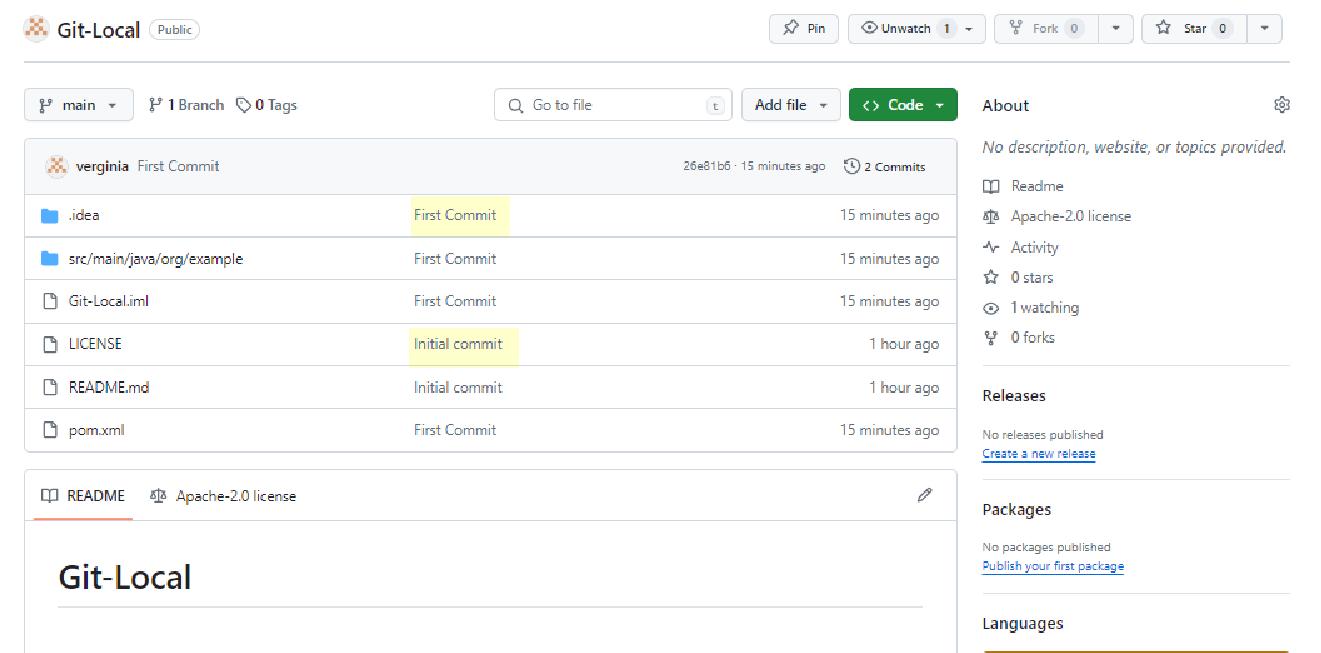 Git-Local Public Pin Unwatch 1 Fork 0 Star 0
main 1 Branch 0 Tags Go to file t Add file Code
verginia First Commit 26e81b6 · 15 minutes ago 2 Commits
.idea First Commit 15 minutes ago
src/main/java/org/example First Commit 15 minutes ago
Git-Local.iml First Commit 15 minutes ago
LICENSE Initial commit 1 hour ago
README.md Initial commit 1 hour ago
pom.xml First Commit 15 minutes ago
README Apache-2.0 license
Git-Local
About
No description, website, or topics provided.
Readme
Apache-2.0 license
Activity
0 stars
1 watching
0 forks
Releases
No releases published
Create a new release
Packages
No packages published
Publish your first package
Languages